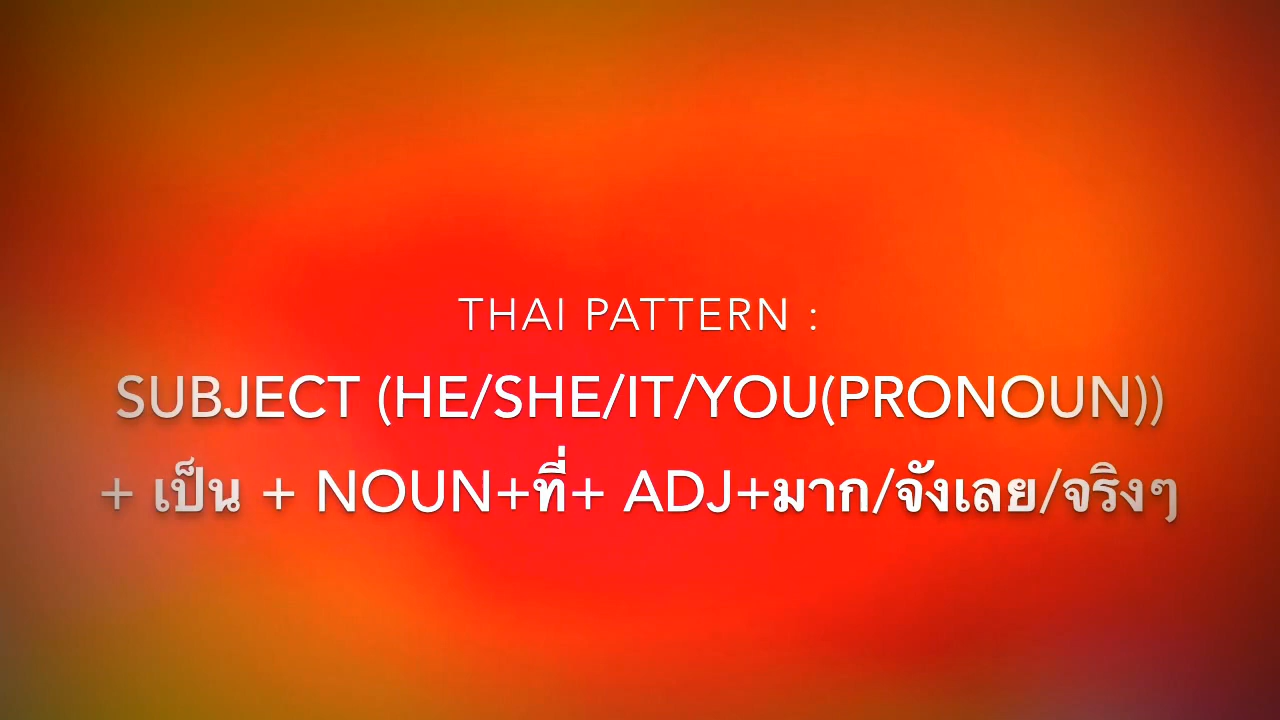 THAI PATTERN :
SUBJECT (HE/SHE/IT/YOU(PRONOUN))
+ เป็น + NOUN+ที่+ ADJ+มาก/จังเลย/จริงๆ